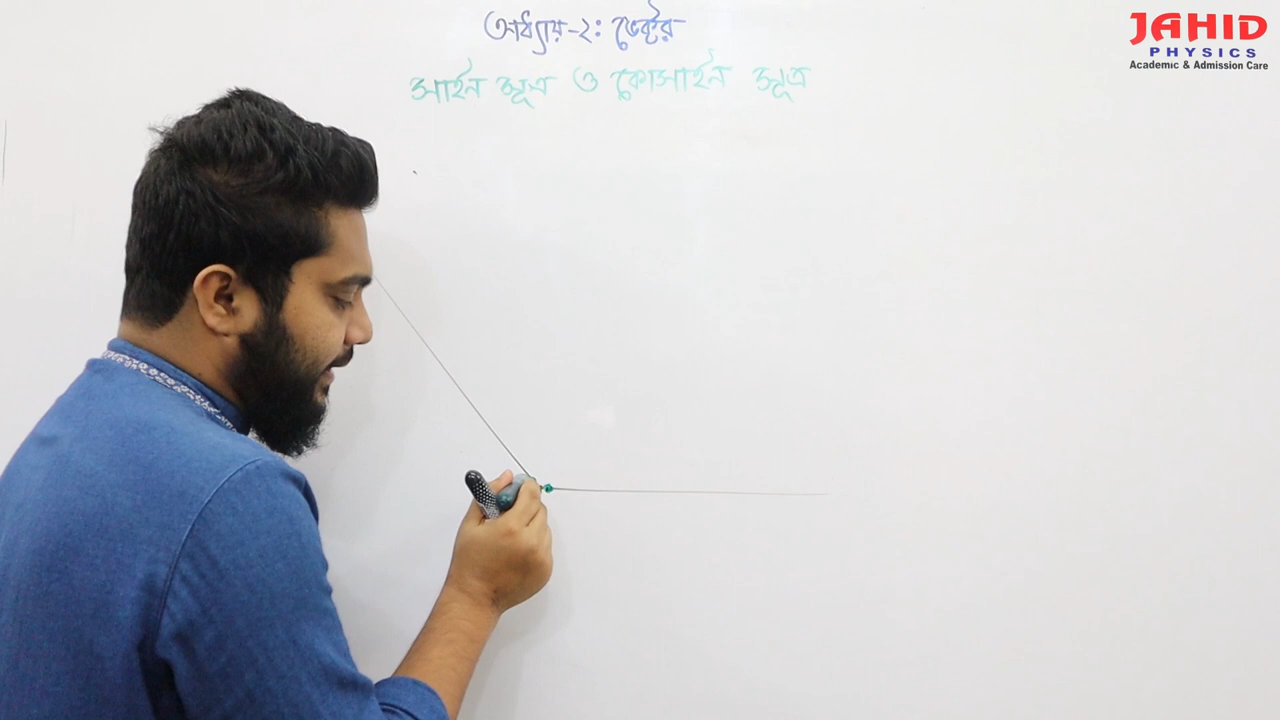 অধ্যায়-২: ভেক্টর
সাইন সূত্র ও কোসাইন সূত্র
JAHID
PHYSICS
Academic & Admission Care